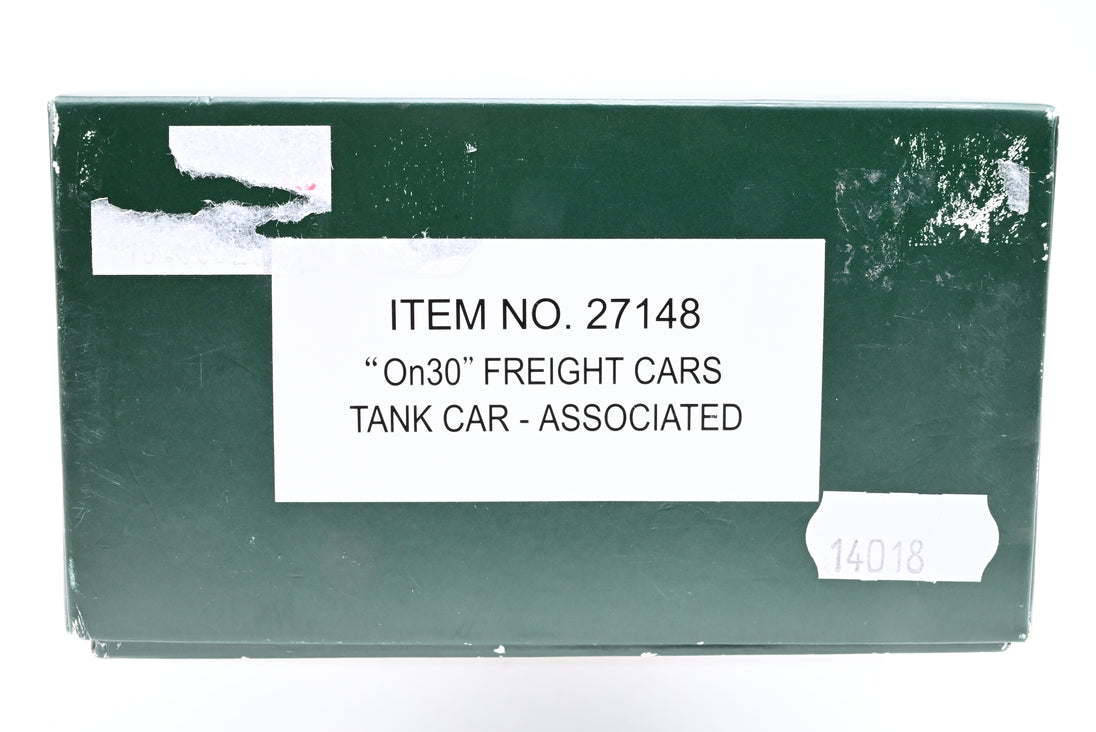 ITEM NO. 27148
“On30” FREIGHT CARS
TANK CAR - ASSOCIATED
14018